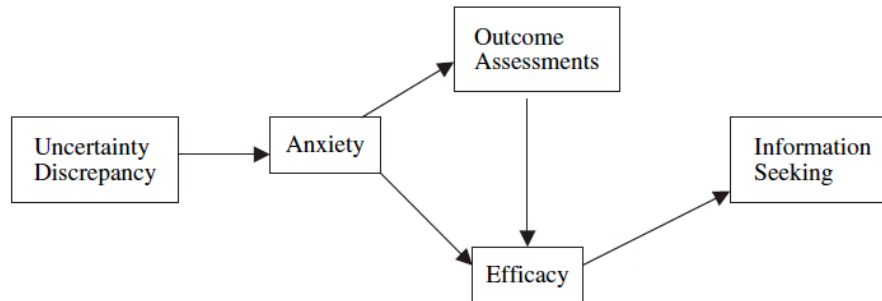 Outcome
Assessments
Uncertainty
Discrepancy
Anxiety
Information
Seeking
Efficacy